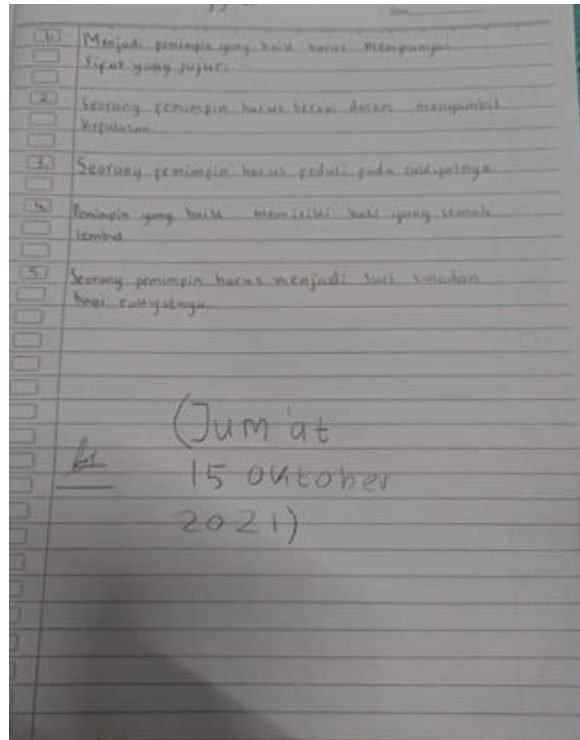 1. Menjadi pemimpin yang baik harus mempunyai
sifat yang jujur.
2. Seorang pemimpin harus berani dalam mengambil
keputusan
3. Seorang pemimpin harus peduli pada
4. Pemimpin yang baik memiliki hati yang lemah
lembut
5. Seorang pemimpin harus menjadi suri
bagi rakyatnya.
(Jum'at
15 Oktober
2021)